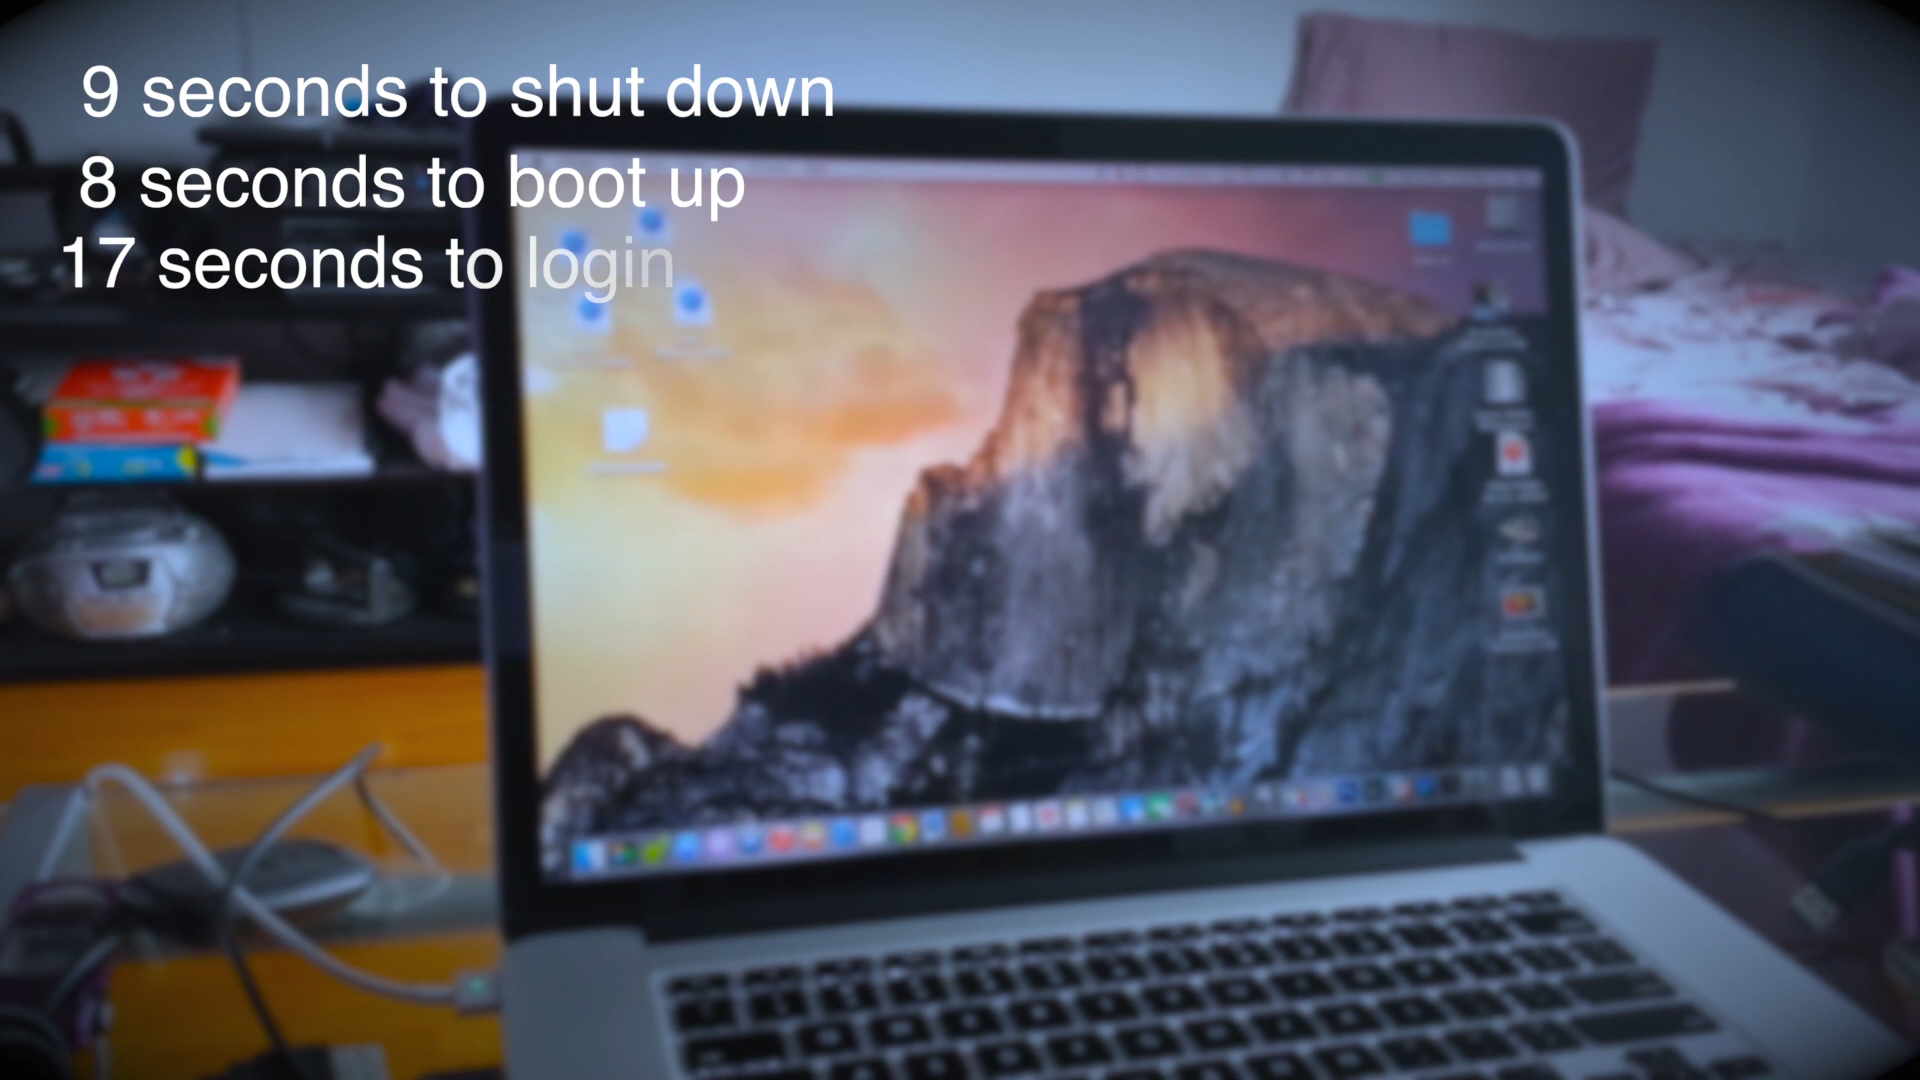 9 seconds to shut down
8 seconds to boot up
17 seconds to login